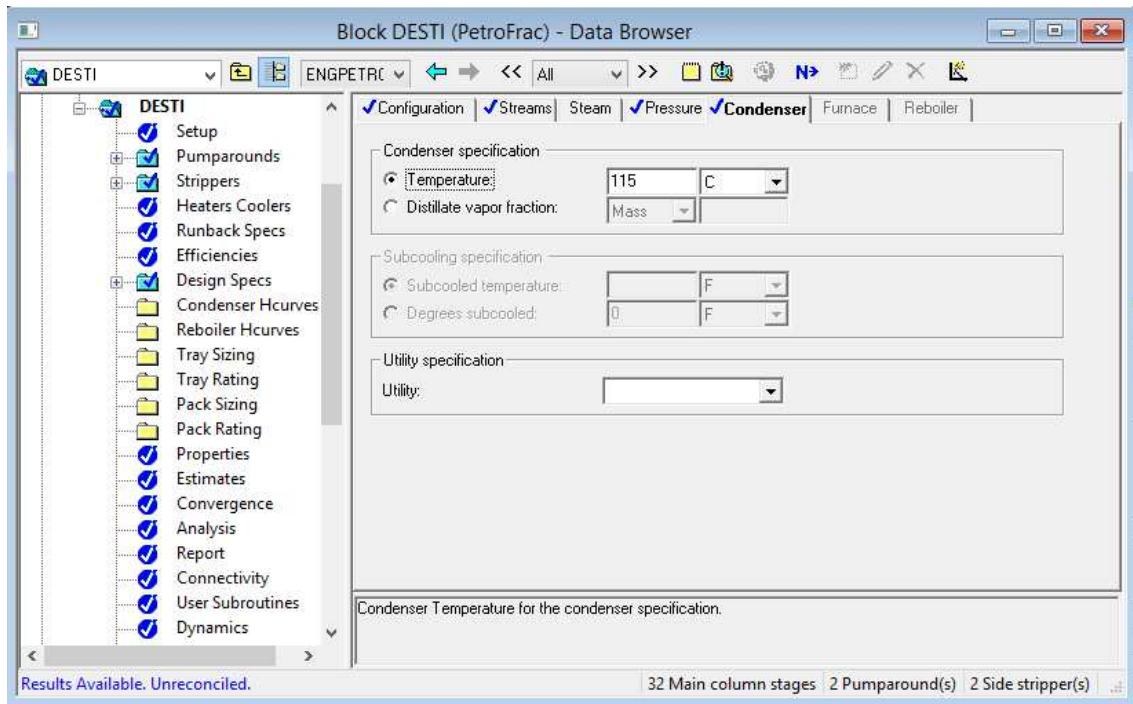 Block DESTI (PetroFrac) - Data Browser
DESTI
ENGPETRC
<<
All
>>
N>
DESTI
Setup
Pumparounds
Strippers
Heaters Coolers
Runback Specs
Efficiencies
Design Specs
Condenser Hcurves
Reboiler Hcurves
Tray Sizing
Tray Rating
Pack Sizing
Pack Rating
Properties
Estimates
Convergence
Analysis
Report
Connectivity
User Subroutines
Dynamics
Configuration Streams Steam Pressure Condenser Furnace Reboiler
Condenser specification
Temperature: 115 C
Distillate vapor fraction: Mass
Subcooling specification
Subcooled temperature: F
Degrees subcooled: 0 F
Utility specification
Utility:
Condenser Temperature for the condenser specification.
Results Available. Unreconciled.
32 Main column stages 2 Pumparound(s) 2 Side stripper(s)